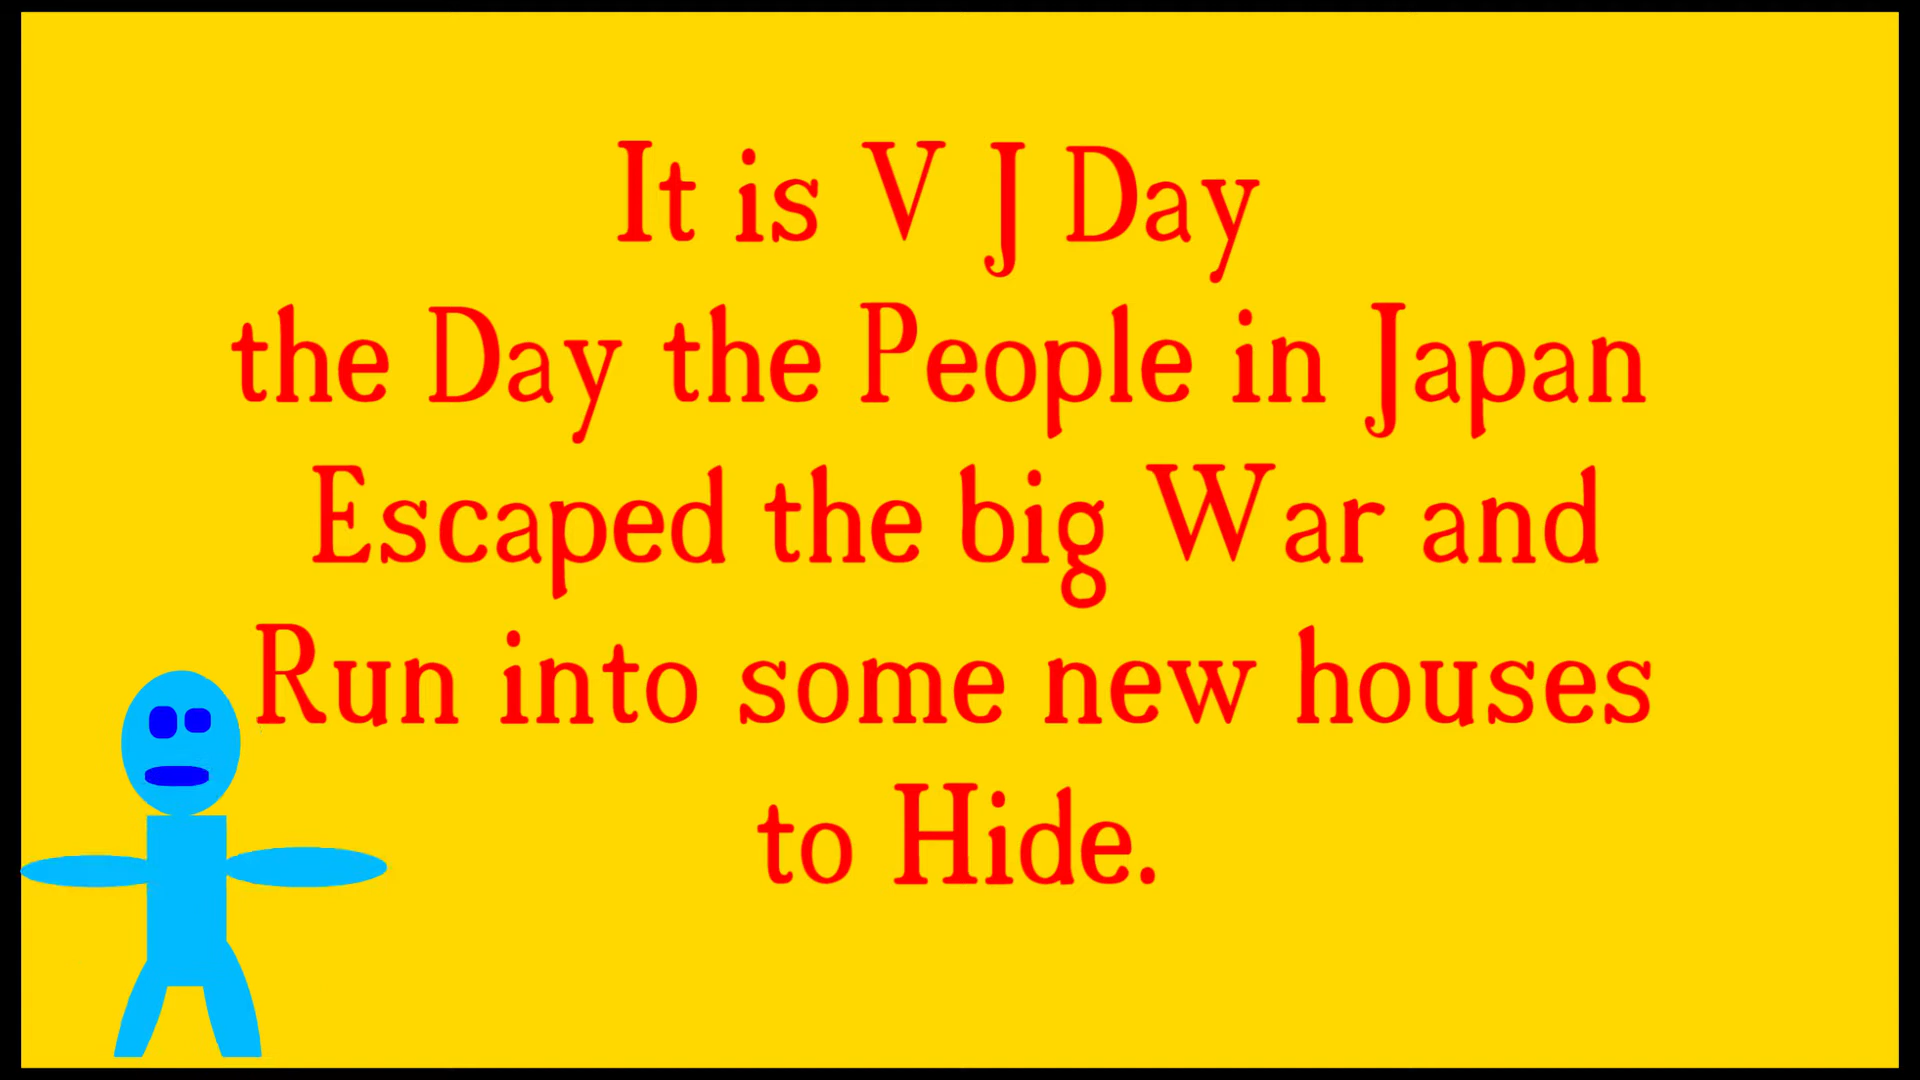 It is V J Day
the Day the People in Japan
Escaped the big War and
Run into some new houses
to Hide.